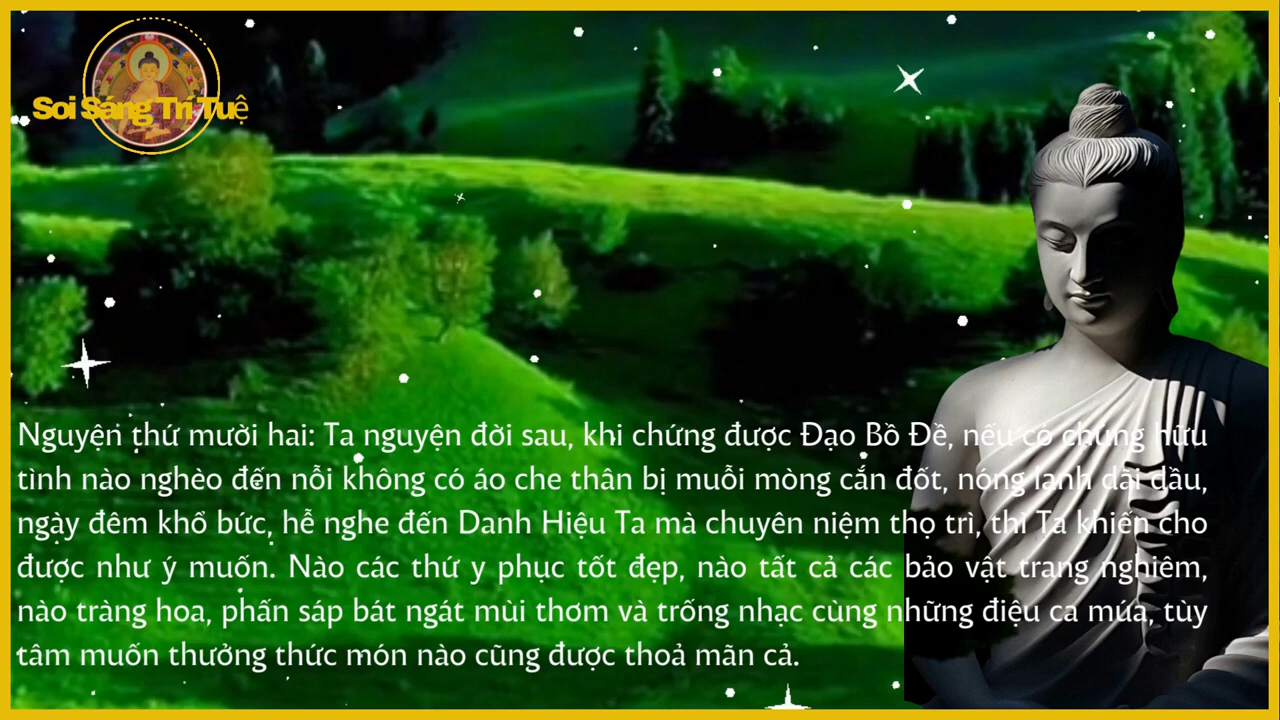 Soi Sáng Trí Tuệ
Nguyện thứ mười hai: Ta nguyện đời sau, khi chứng được Đạo Bồ Đề, nếu có chúng hữu
tình nào nghèo đến nỗi không có áo che thân bị muỗi mòng cắn đốt, nóng lạnh dãi dầu,
ngày đêm khổ bức, hễ nghe đến Danh Hiệu Ta mà chuyên niệm thọ trì, thì Ta khiến cho
được như ý muốn. Nào các thứ y phục tốt đẹp, nào tất cả các bảo vật trang nghiêm,
nào tràng hoa, phấn sáp bát ngát mùi thơm và trống nhạc cùng những điệu ca múa, tùy
tâm muốn thưởng thức món nào cũng được thoả mãn cả.